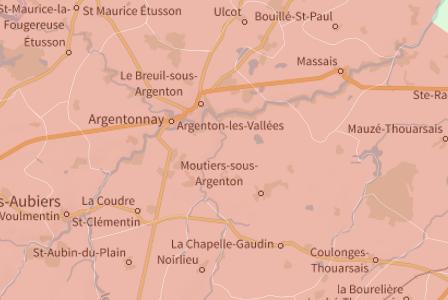 St-Maurice-la-
Fougereuse
St Maurice Étusson
Étusson
Ulcot
Bouillé-St-Paul
Massais
Le Breuil-sous-
Argenton
Argentonnay
Argenton-les-Vallées
Mauzé-Thouarsais
Moutiers-sous-
Argenton
s-Aubiers
Voulmentin
La Coudre
St-Clémentin
St-Aubin-du-Plain
La Chapelle-Gaudin
Noirlieu
Coulonges-
Thouarsais
la Bourelière